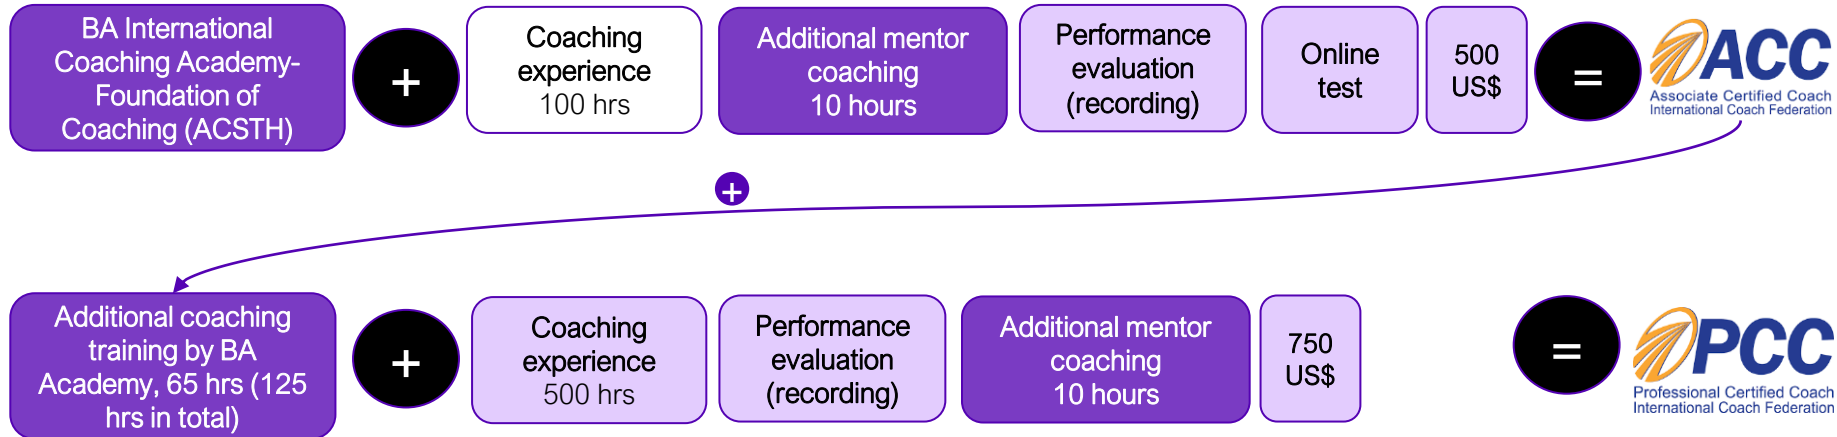 BA International
Coaching Academy-
Foundation of
Coaching (ACSTH)
+
Coaching
experience
100 hrs
Additional mentor
coaching
10 hours
Performance
evaluation
(recording)
Online
test
500
US$
=
ACC
Associate Certified Coach
International Coach Federation
+
Additional coaching
training by BA
Academy, 65 hrs (125
hrs in total)
+
Coaching
experience
500 hrs
Performance
evaluation
(recording)
Additional mentor
coaching
10 hours
750
US$
=
PCC
Professional Certified Coach
International Coach Federation